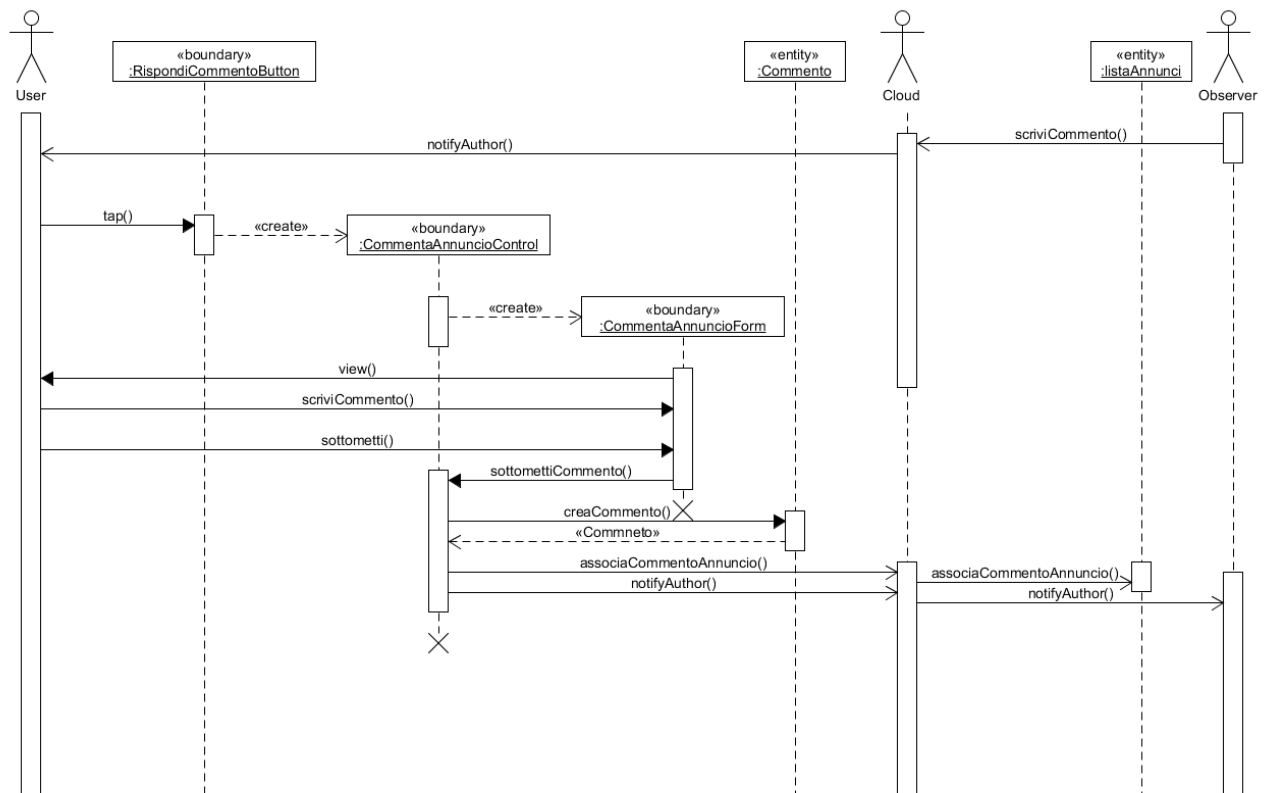 «boundary»
:RispondiCommentoButton
«entity»
:Commento
«entity»
:listaAnnunci
User
Cloud
Observer
scriviCommento()
notifyAuthor()
tap()
«create»
«boundary»
:CommentaAnnuncioControl
«create»
«boundary»
:CommentaAnnuncioForm
view()
scriviCommento()
sottometti()
sottomettiCommento()
creaCommento()
«Commneto»
associaCommentoAnnuncio()
associaCommentoAnnuncio()
notifyAuthor()
notifyAuthor()